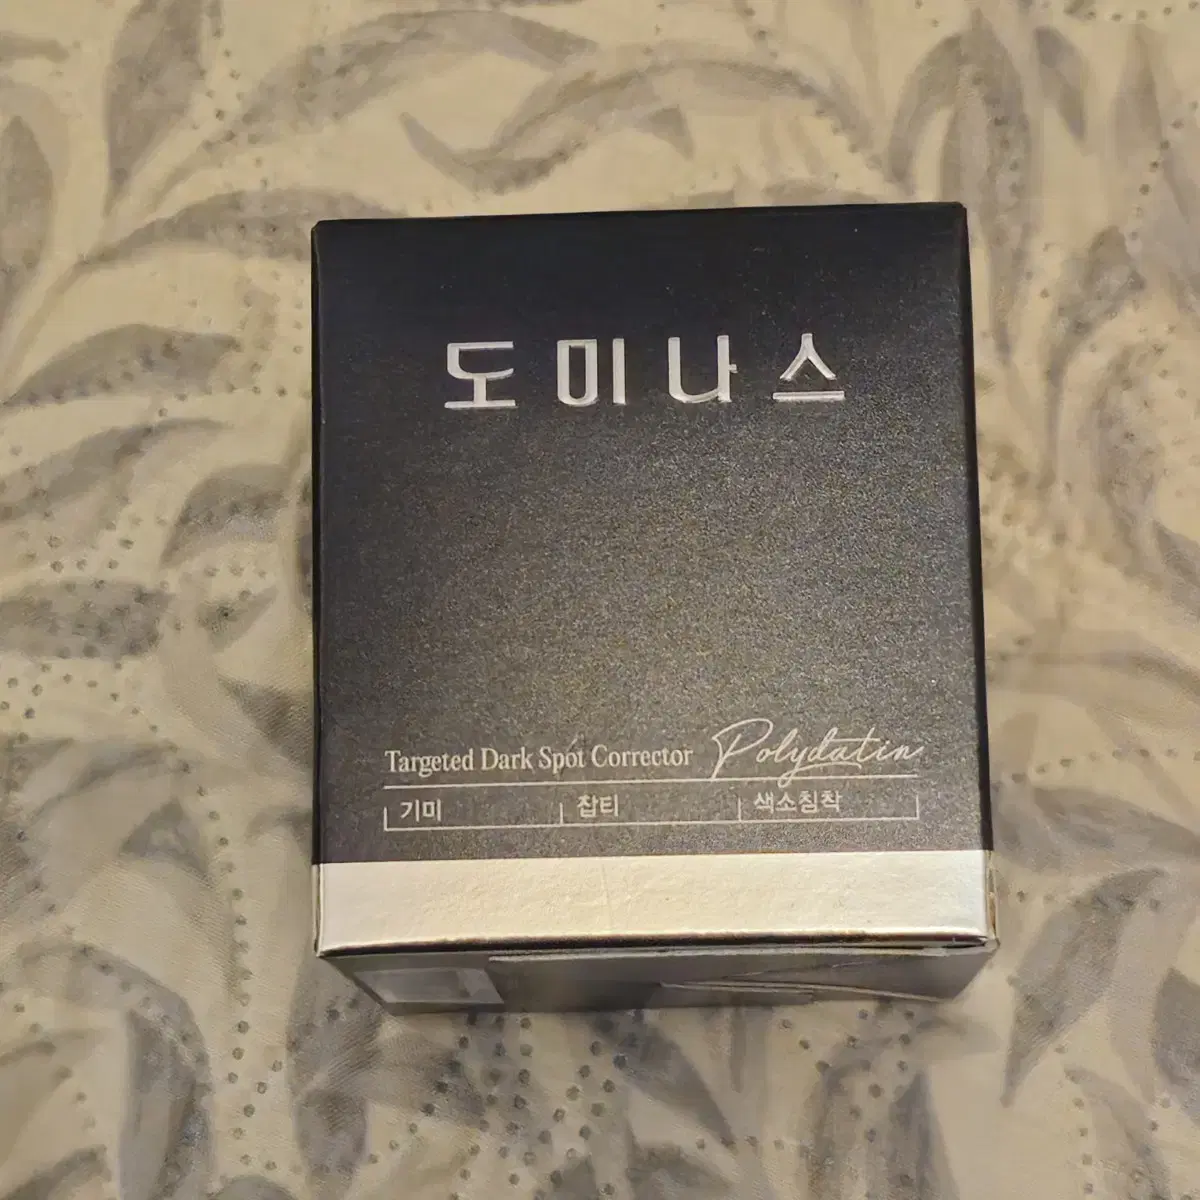 도미나스
Targeted Dark Spot Corrector Polydatin
기미 잡티 색소침착